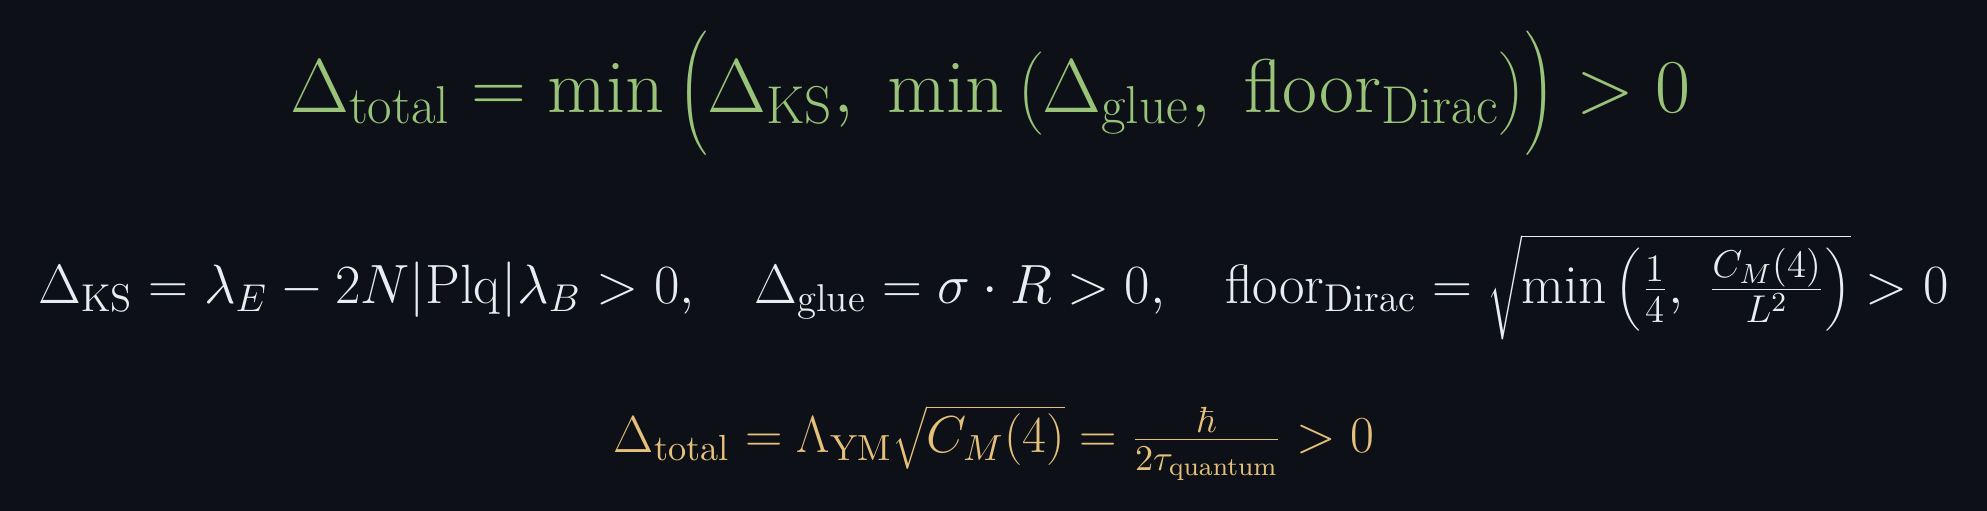 Δ_total = min(Δ_KS, min(Δ_glue, floor_Dirac)) > 0
Δ_KS = λ_E − 2N|Plq|λ_B > 0, Δ_glue = σ · R > 0, floor_Dirac = √(min(1/4, C_M(4)/L²)) > 0
Δ_total = Λ_YM√(C_M(4)) = ℏ/(2τ_quantum) > 0